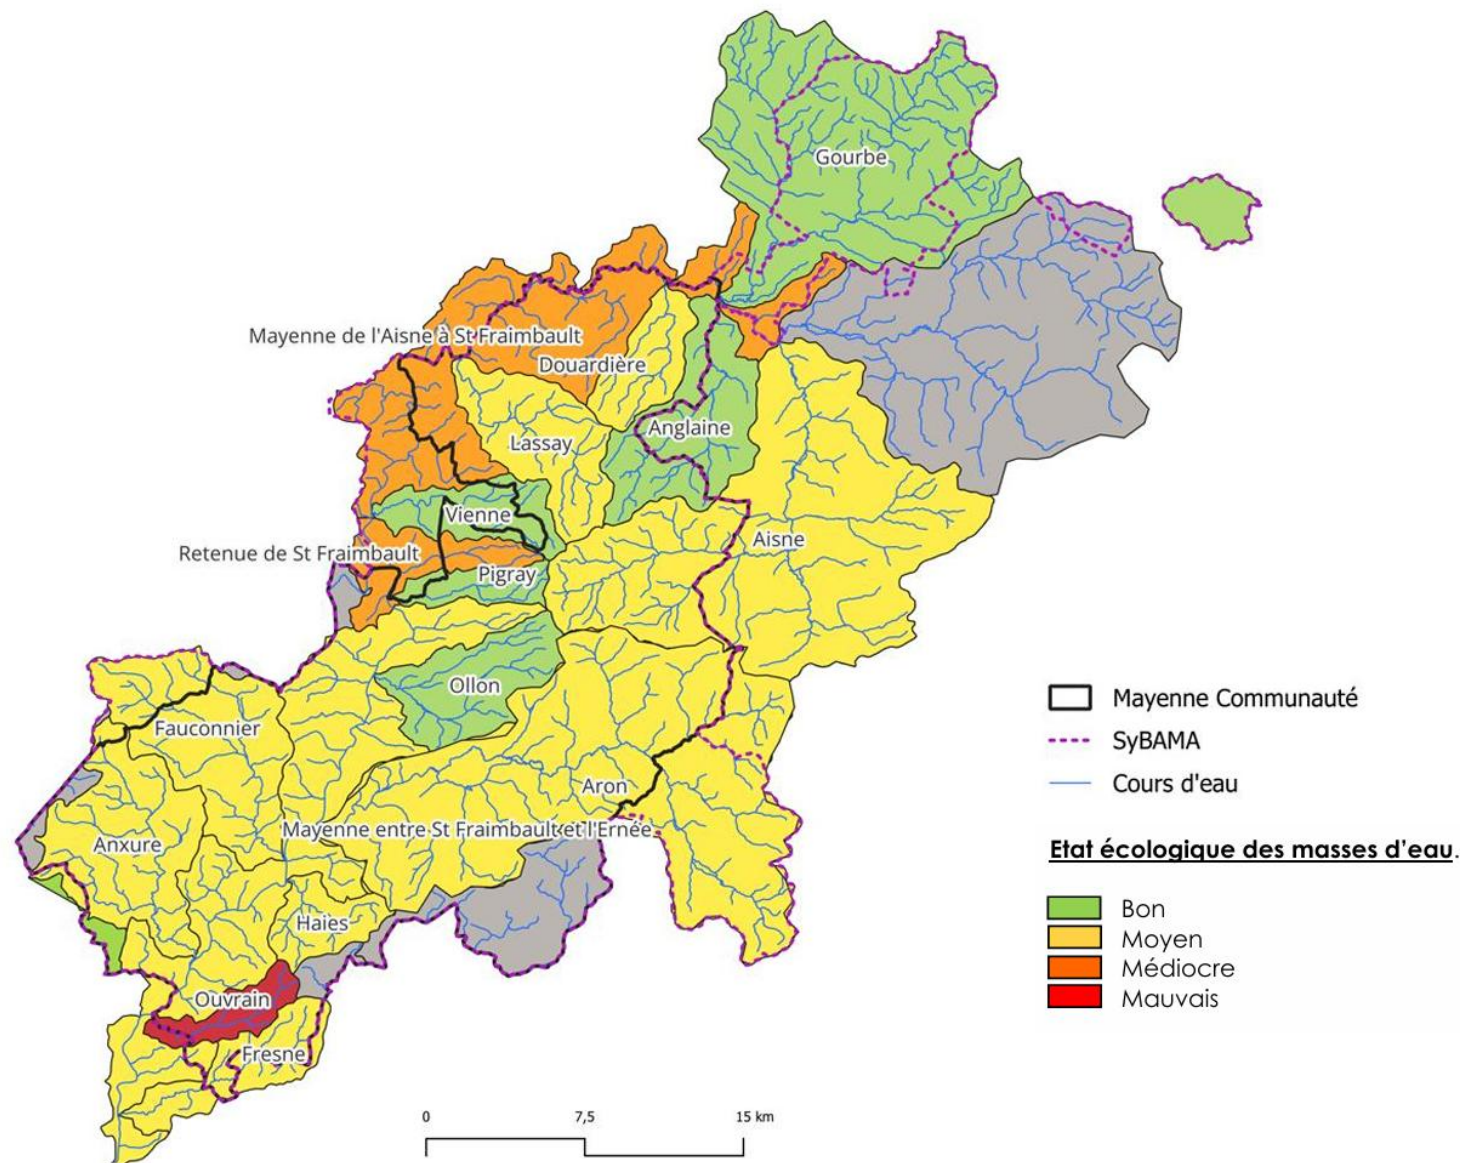 Gourbe
Mayenne de l'Aisne à St Fraimbault
Douardière
Anglaine
Lassay
Vienne
Aisne
Retenue de St Fraimbault
Pigray
Ollon
Mayenne Communauté
Fauconnier
SyBAMA
Cours d'eau
Aron
Mayenne entre St Fraimbault et l'Ernée
Anxure
Etat écologique des masses d'eau.
Bon
Haies
Moyen
Médiocre
Ouvrain
Mauvais
Fresne
0 7,5 15 km